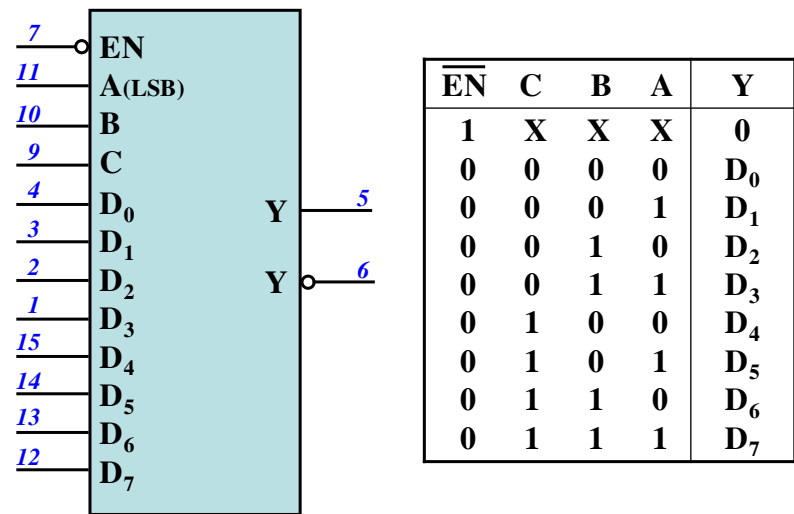 7 EN
11 A(LSB)
10 B
9 C
4 D₀
3 D₁
2 D₂
1 D₃
15 D₄
14 D₅
13 D₆
12 D₇
Y 5
Y 6
E̅N̅ C B A Y
1 X X X 0
0 0 0 0 D₀
0 0 0 1 D₁
0 0 1 0 D₂
0 0 1 1 D₃
0 1 0 0 D₄
0 1 0 1 D₅
0 1 1 0 D₆
0 1 1 1 D₇